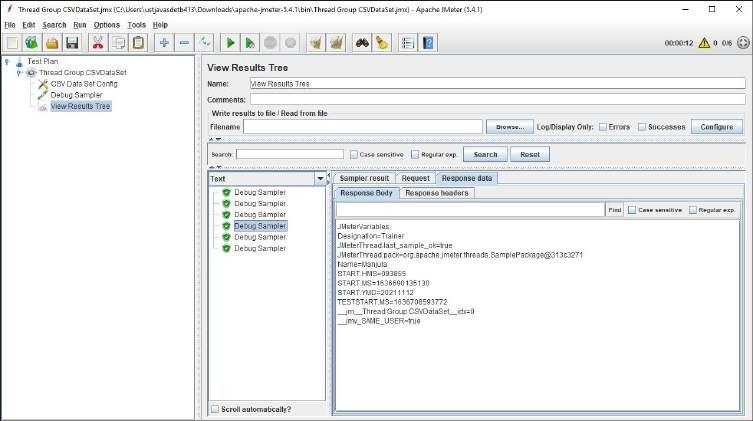 Thread Group CSVDataSet.jmx (C:\Users\ustjavasdetb413\Downloads\apache-jmeter-5.4.1\bin\Thread Group CSVDataSet.jmx) - Apache JMeter (5.4.1)
File Edit Search Run Options Tools Help
00:00:12 0 0/6
Test Plan
Thread Group CSVDataSet
CSV Data Set Config
Debug Sampler
View Results Tree
View Results Tree
Name: View Results Tree
Comments:
Write results to file / Read from file
Filename Browse... Log/Display Only: Errors Successes Configure
Search: Case sensitive Regular exp. Search Reset
Text
Debug Sampler
Debug Sampler
Debug Sampler
Debug Sampler
Debug Sampler
Debug Sampler
Scroll automatically?
Sampler result Request Response data
Response Body Response headers
Find Case sensitive Regular exp.
JMeterVariables:
Designation=Trainer
JMeterThread.last_sample_ok=true
JMeterThread.pack=org.apache.jmeter.threads.SamplePackage@313c3271
Name=Manjula
START.HMS=093855
START.MS=1636690135130
START.YMD=20211112
TESTSTART.MS=1636708593772
__jm__Thread Group CSVDataSet__idx=0
__jmv_SAME_USER=true